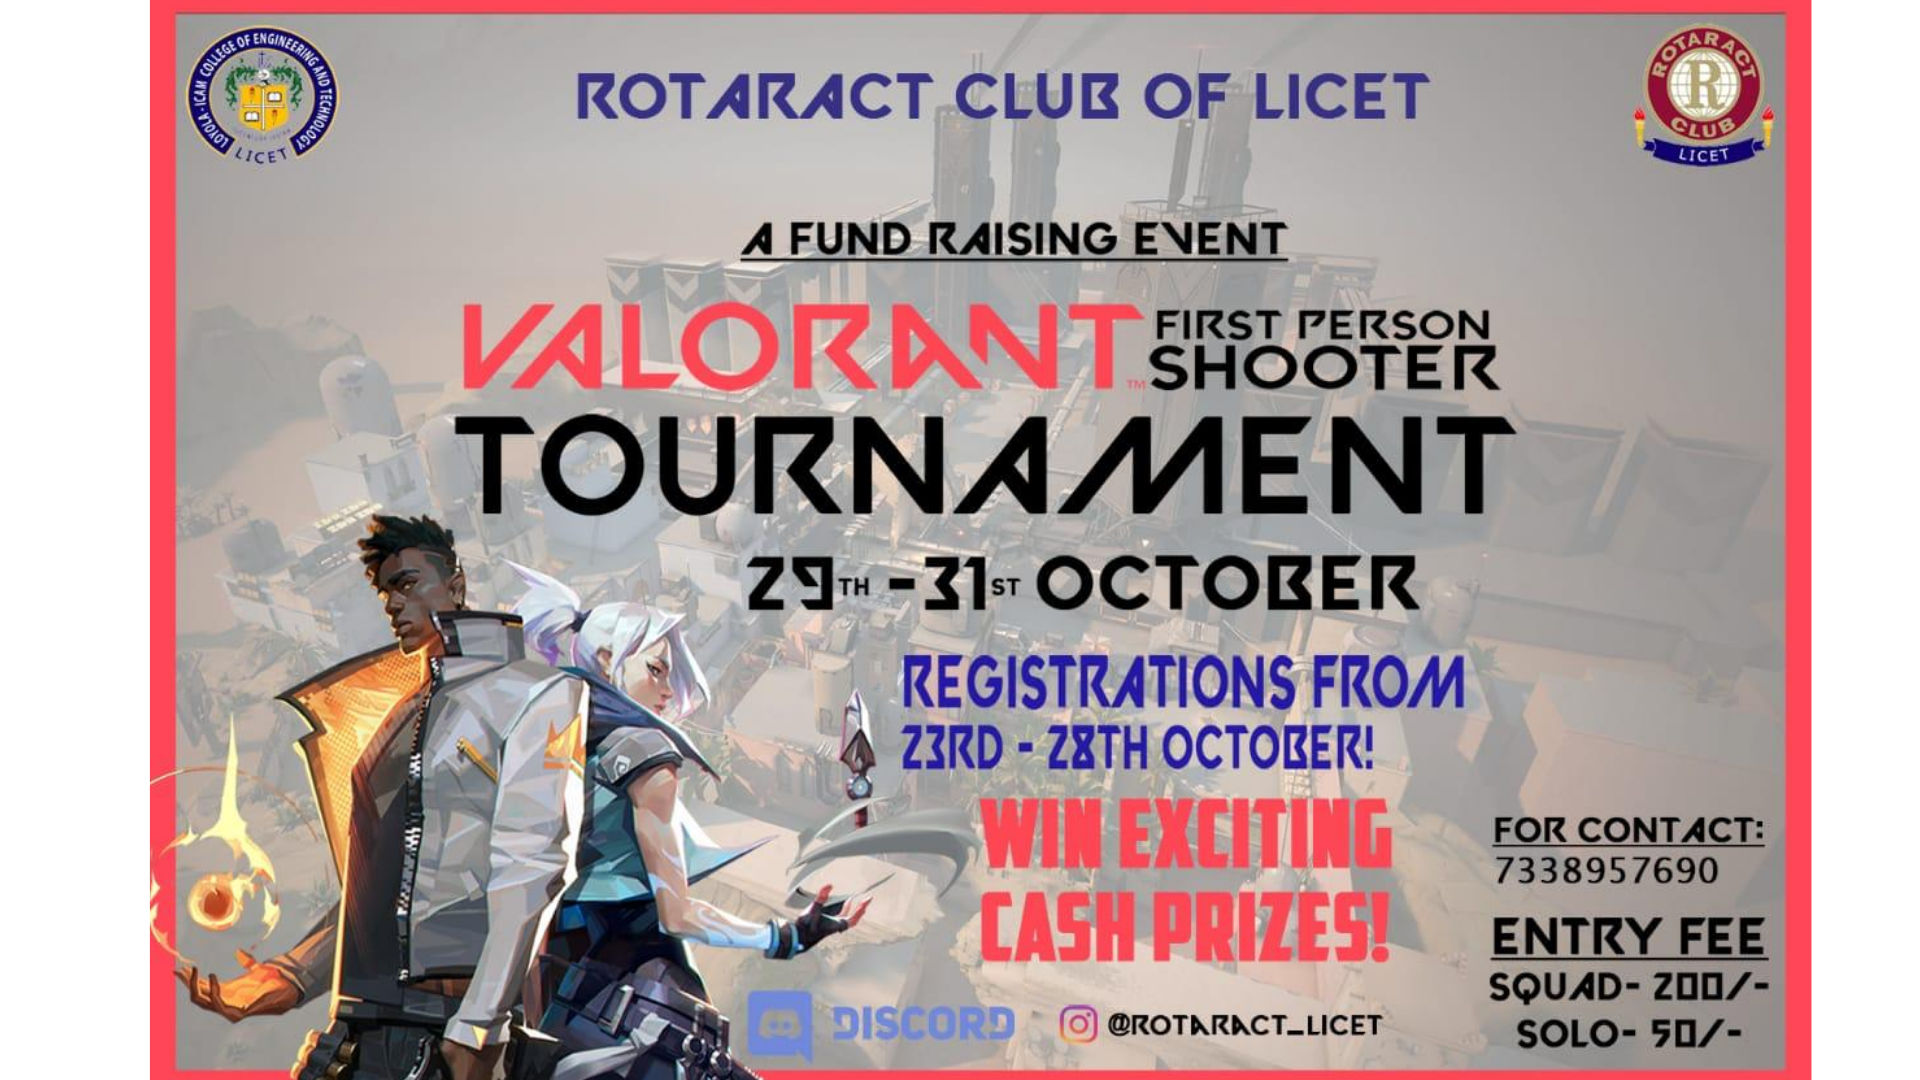 LOYOLA-ICAM COLLEGE OF ENGINEERING AND TECHNOLOGY
LICET
ROTARACT CLUB OF LICET
ROTARACT
R
CLUB
LICET
A FUND RAISING EVENT
VALORANT™ FIRST PERSON
SHOOTER
TOURNAMENT
29TH -31ST OCTOBER
REGISTRATIONS FROM
23RD - 28TH OCTOBER!
WIN EXCITING
CASH PRIZES!
FOR CONTACT:
7338957690
ENTRY FEE
SQUAD- 200/-
SOLO- 50/-
DISCORD
@ROTARACT_LICET